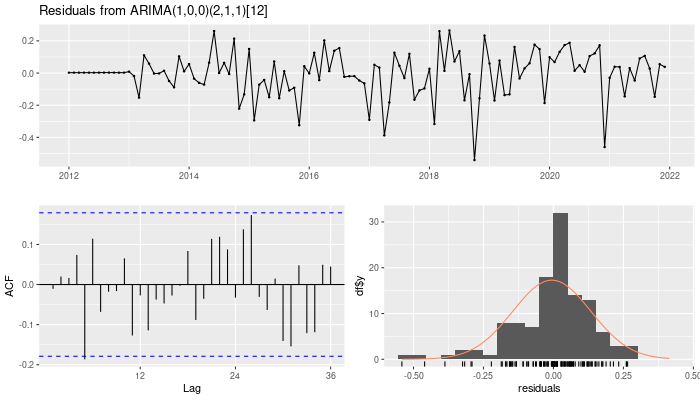 Residuals from ARIMA(1,0,0)(2,1,1)[12]
0.2
0.0
-0.2
-0.4
2012 2014 2016 2018 2020 2022
ACF
0.1
0.0
-0.1
-0.2
12 24 36
Lag
df$y
30
20
10
0
-0.50 -0.25 0.00 0.25 0.50
residuals